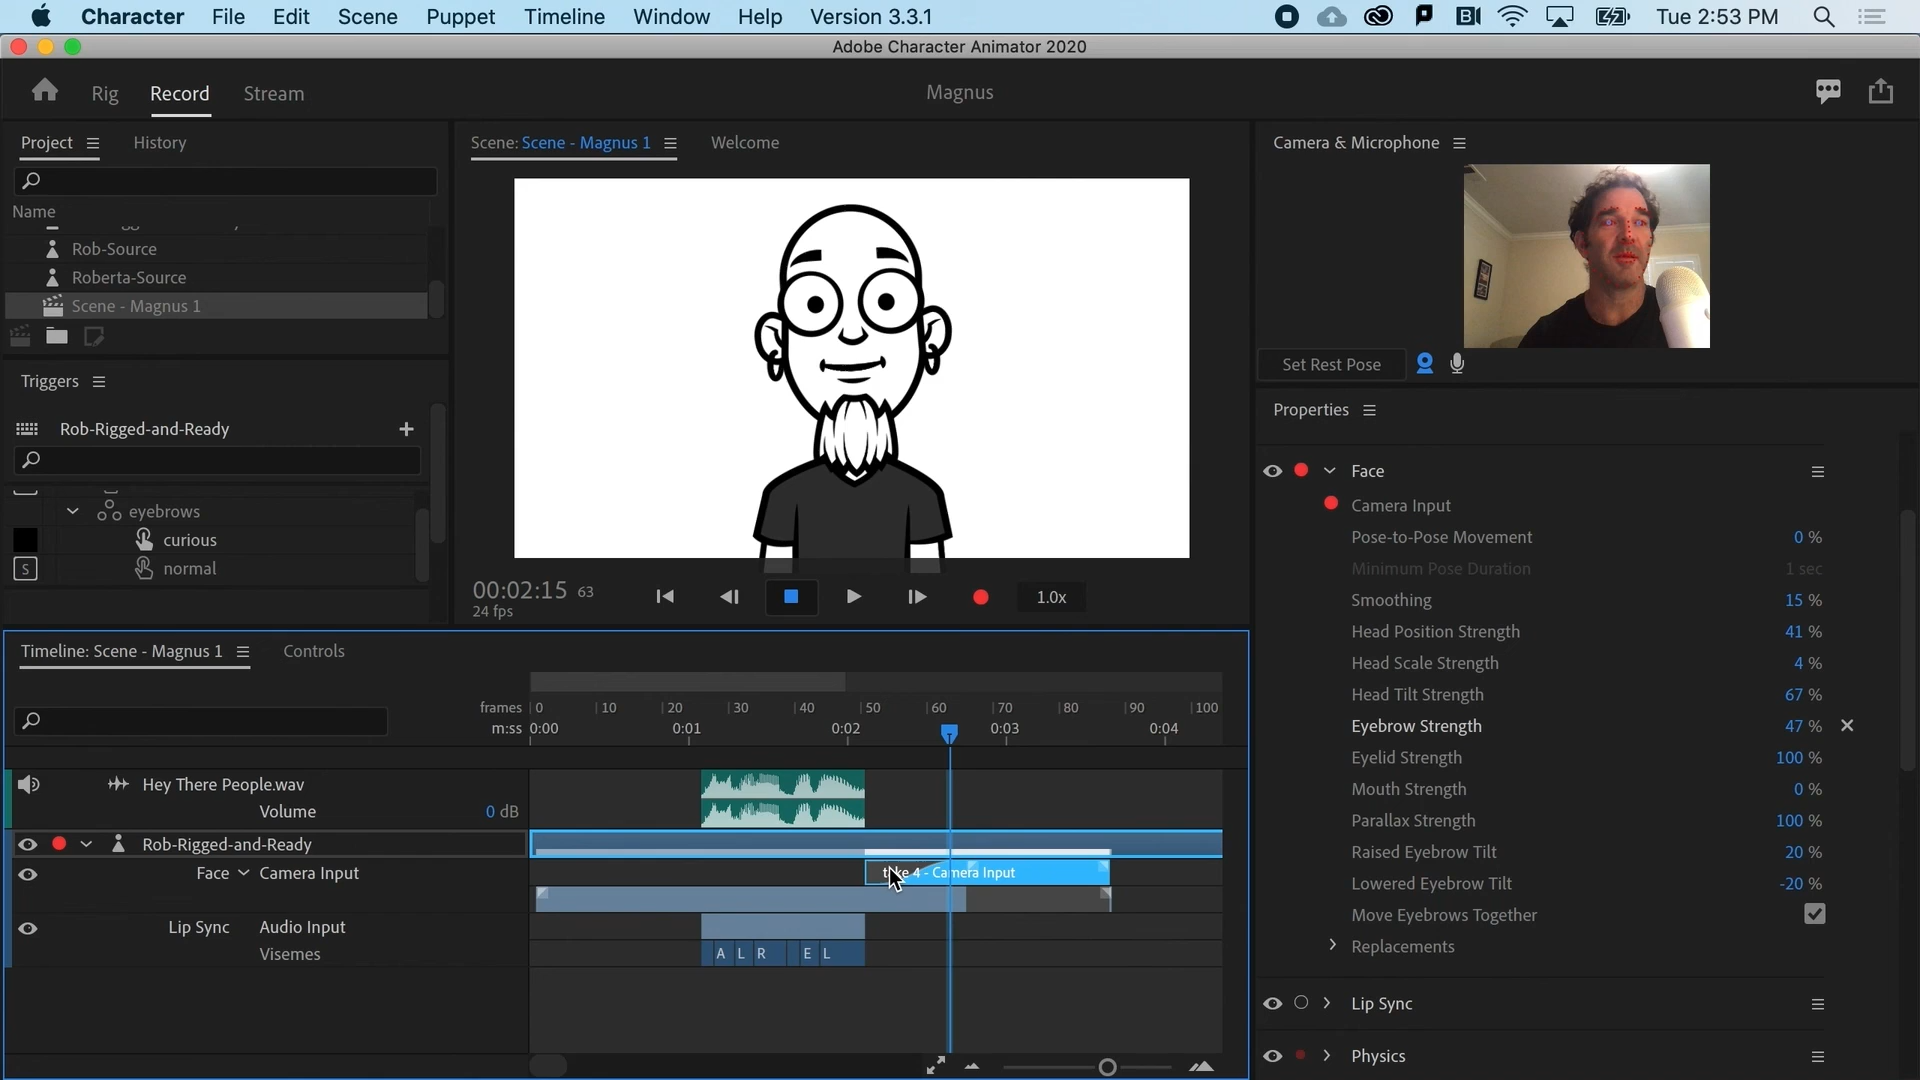 Character File Edit Scene Puppet Timeline Window Help Version 3.3.1 Tue 2:53 PM
Adobe Character Animator 2020
Rig Record Stream Magnus
Project History
Scene: Scene - Magnus 1 Welcome
Camera & Microphone
Name
Rob-Source
Roberta-Source
Scene - Magnus 1
Triggers
Set Rest Pose
Rob-Rigged-and-Ready
eyebrows
curious
S normal
00:02:15 63
24 fps
1.0x
Properties
Face
Camera Input
Pose-to-Pose Movement 0 %
Minimum Pose Duration 1 sec
Smoothing 15 %
Head Position Strength 41 %
Head Scale Strength 4 %
Head Tilt Strength 67 %
Eyebrow Strength 47 %
Eyelid Strength 100 %
Mouth Strength 0 %
Parallax Strength 100 %
Raised Eyebrow Tilt 20 %
Lowered Eyebrow Tilt -20 %
Move Eyebrows Together
Replacements
Lip Sync
Physics
Timeline: Scene - Magnus 1 Controls
frames 0 10 20 30 40 50 60 70 80 90 100
m:ss 0:00 0:01 0:02 0:03 0:04
Hey There People.wav
Volume 0 dB
Rob-Rigged-and-Ready
Face Camera Input
4 - Camera Input
Lip Sync Audio Input
Visemes A L R E L